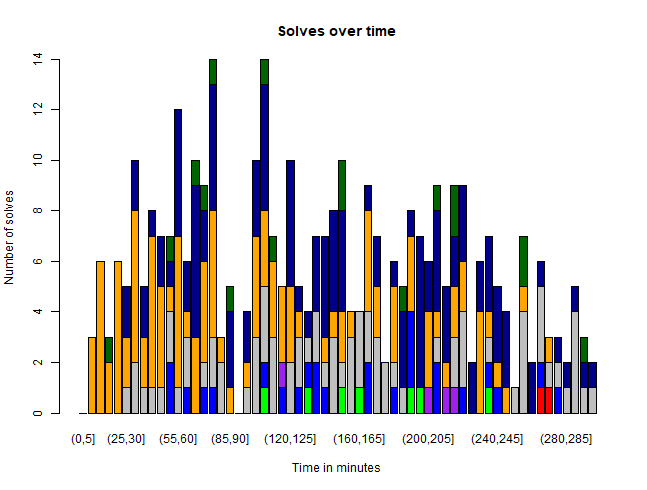 Solves over time
Number of solves
14
12
10
8
6
4
2
0
(0,5] (25,30] (55,60] (85,90] (120,125] (160,165] (200,205] (240,245] (280,285]
Time in minutes